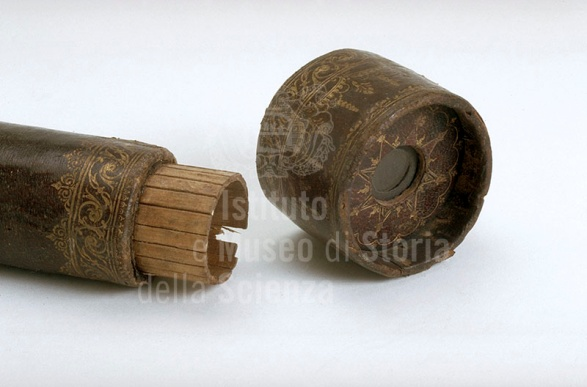 Istituto
e Museo di Storia
della Scienza